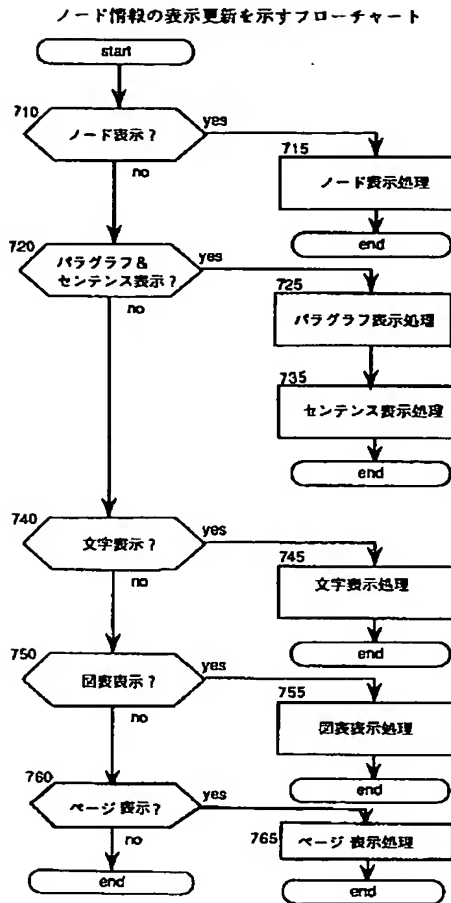 ノード情報の表示更新を示すフローチャート
start
710
ノード表示?
yes
no
715
ノード表示処理
end
720
パラグラフ&
センテンス表示?
yes
no
725
パラグラフ表示処理
735
センテンス表示処理
end
740
文字表示?
yes
no
745
文字表示処理
end
750
図表表示?
yes
no
755
図表表示処理
end
760
ページ表示?
yes
no
765
ページ表示処理
end
end